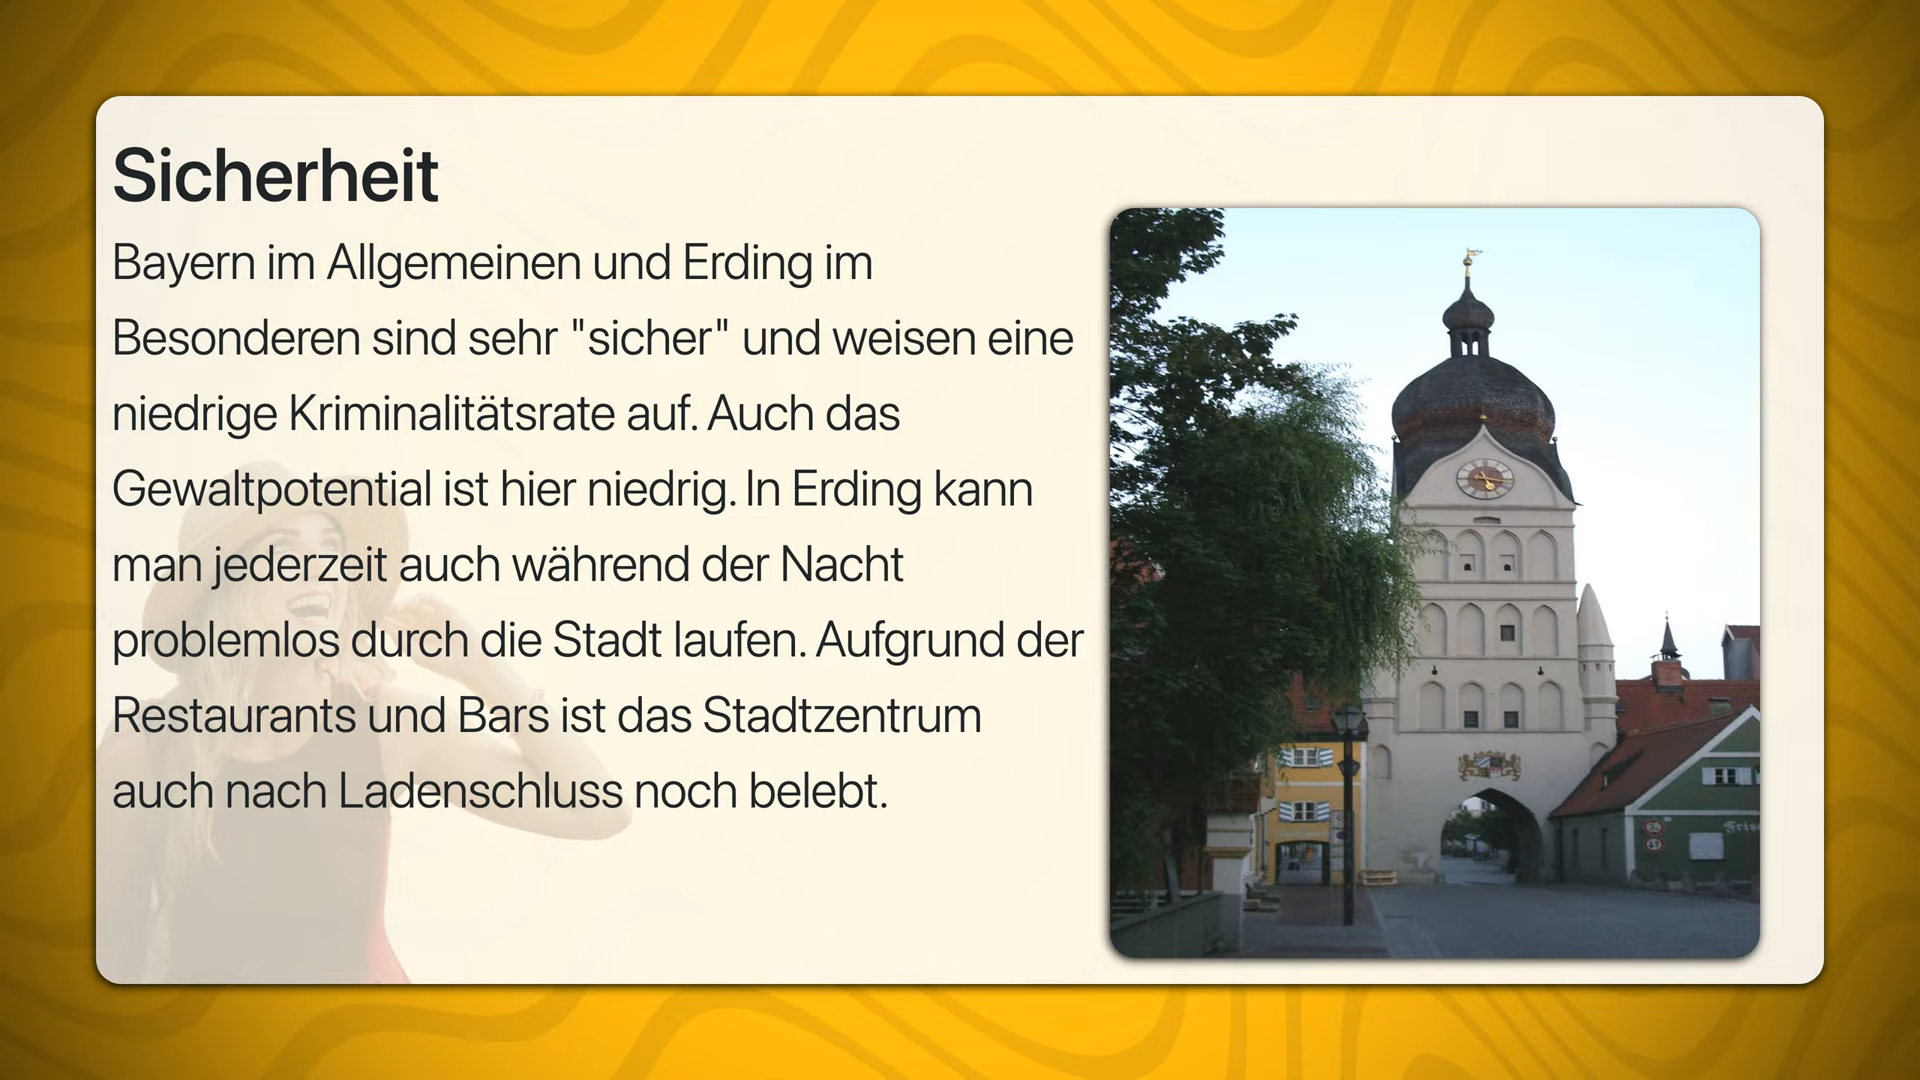 Sicherheit
Bayern im Allgemeinen und Erding im
Besonderen sind sehr "sicher" und weisen eine
niedrige Kriminalitätsrate auf. Auch das
Gewaltpotential ist hier niedrig. In Erding kann
man jederzeit auch während der Nacht
problemlos durch die Stadt laufen. Aufgrund der
Restaurants und Bars ist das Stadtzentrum
auch nach Ladenschluss noch belebt.